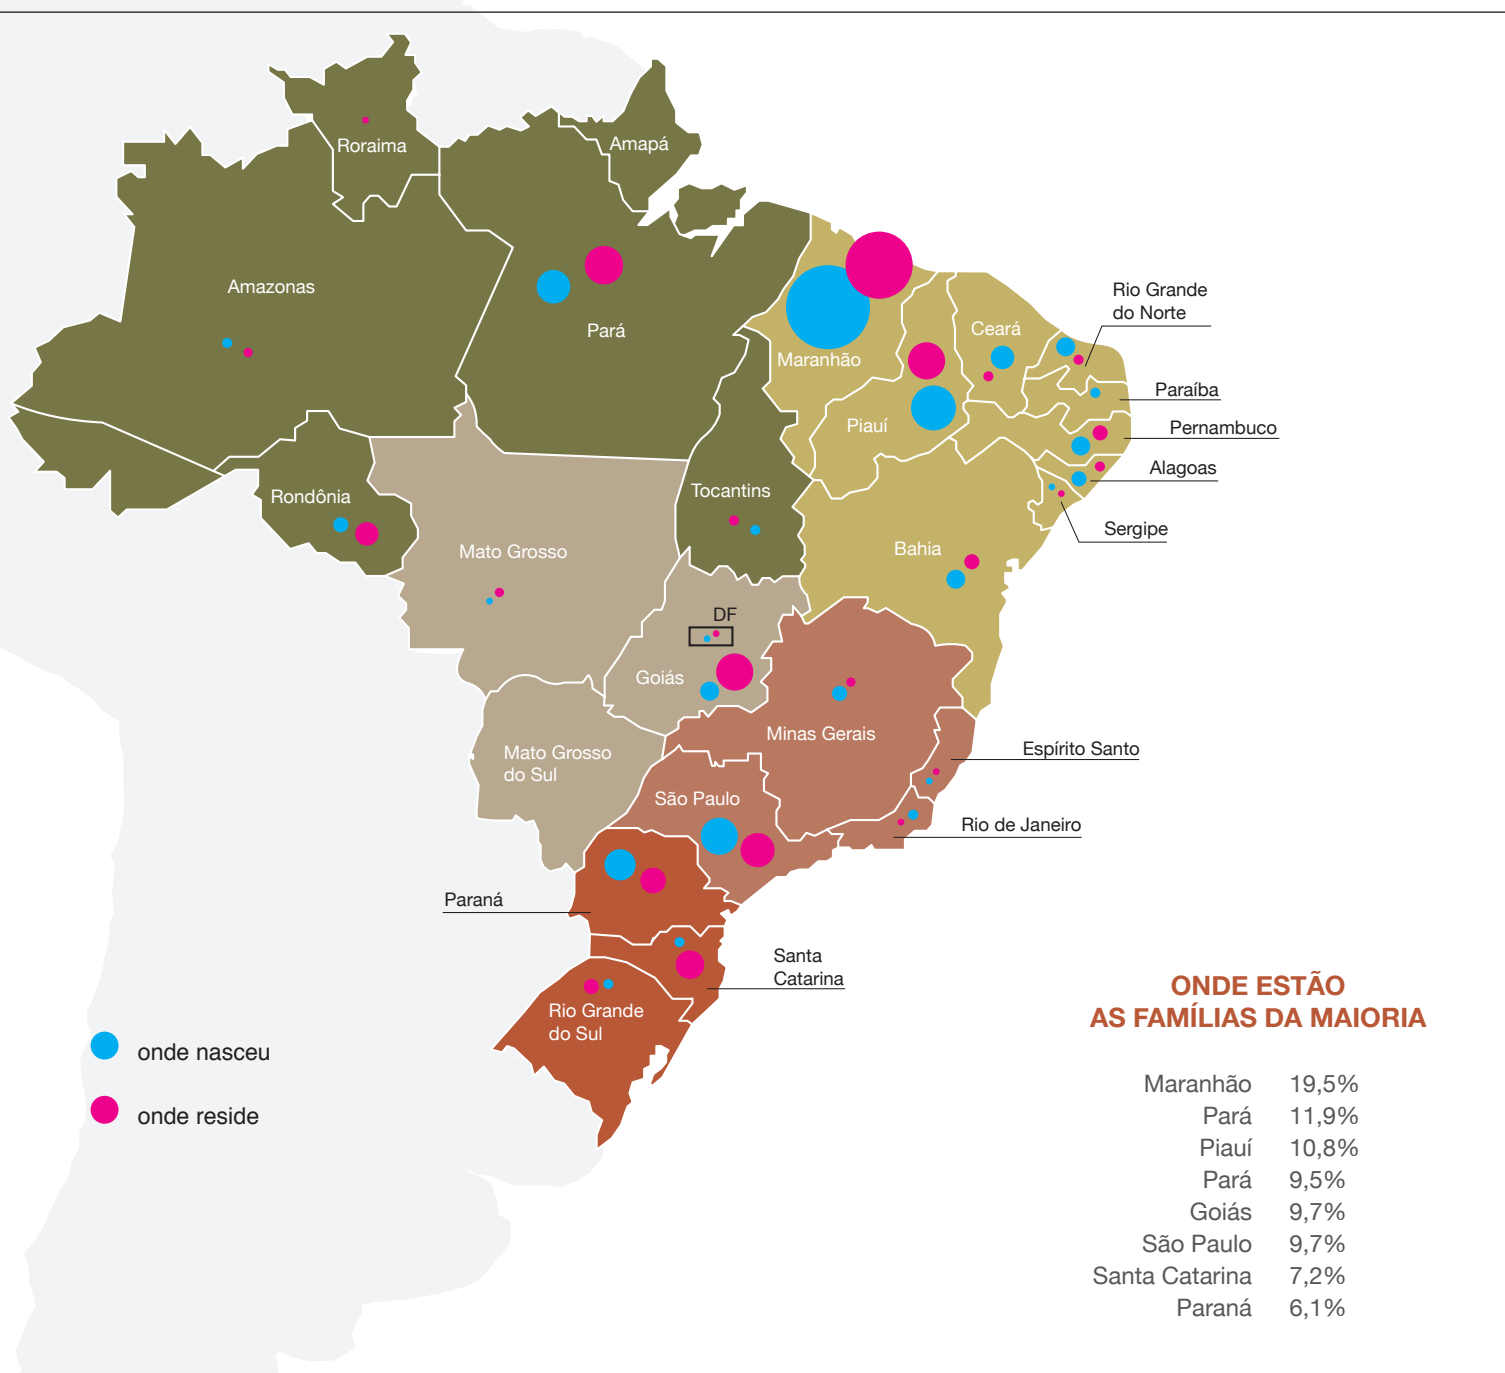 Roraima
Amapá
Amazonas
Pará
Maranhão
Ceará
Rio Grande
do Norte
Paraíba
Piauí
Pernambuco
Alagoas
Rondônia
Tocantins
Sergipe
Mato Grosso
Bahia
DF
Goiás
Minas Gerais
Mato Grosso
do Sul
Espírito Santo
São Paulo
Rio de Janeiro
Paraná
Santa
Catarina
Rio Grande
do Sul
onde nasceu
onde reside
ONDE ESTÃO
AS FAMÍLIAS DA MAIORIA
Maranhão 19,5%
Pará 11,9%
Piauí 10,8%
Pará 9,5%
Goiás 9,7%
São Paulo 9,7%
Santa Catarina 7,2%
Paraná 6,1%